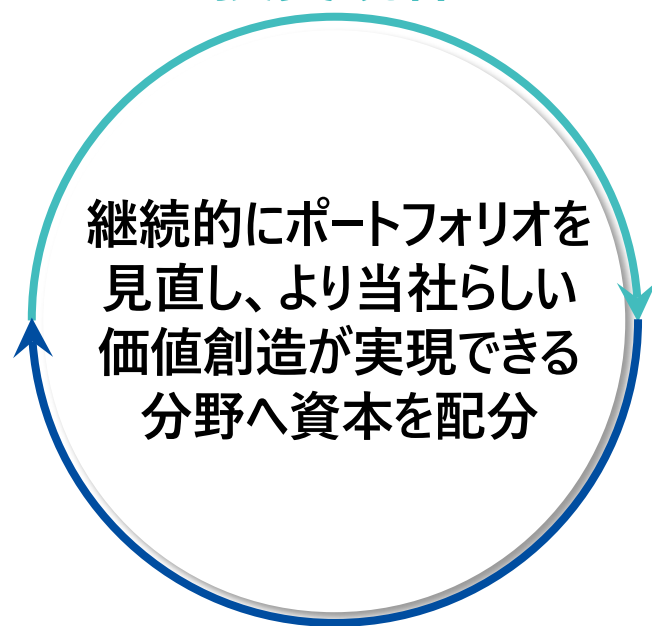 継続的にポートフォリオを
見直し、より当社らしい
価値創造が実現できる
分野へ資本を配分